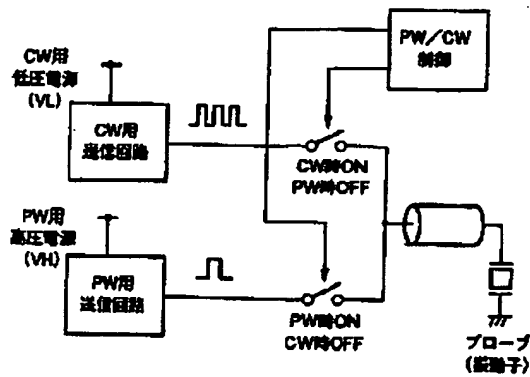 CW用
低圧電源
(VL)
CW用
送信回路
PW／CW
制御
CW時ON
PW時OFF
PW用
高圧電源
(VH)
PW用
送信回路
PW時ON
CW時OFF
プローブ
(振動子)